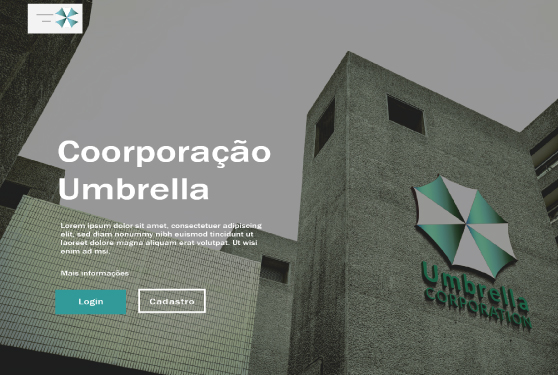 Coorporação
Umbrella
Lorem ipsum dolor sit amet, consectetuer adipiscing
elit, sed diam nonummy nibh euismod tincidunt ut
laoreet dolore magna aliquam erat volutpat. Ut wisi
enim ad msi.
Mais informações
Login
Cadastro
Umbrella
CORPORATION